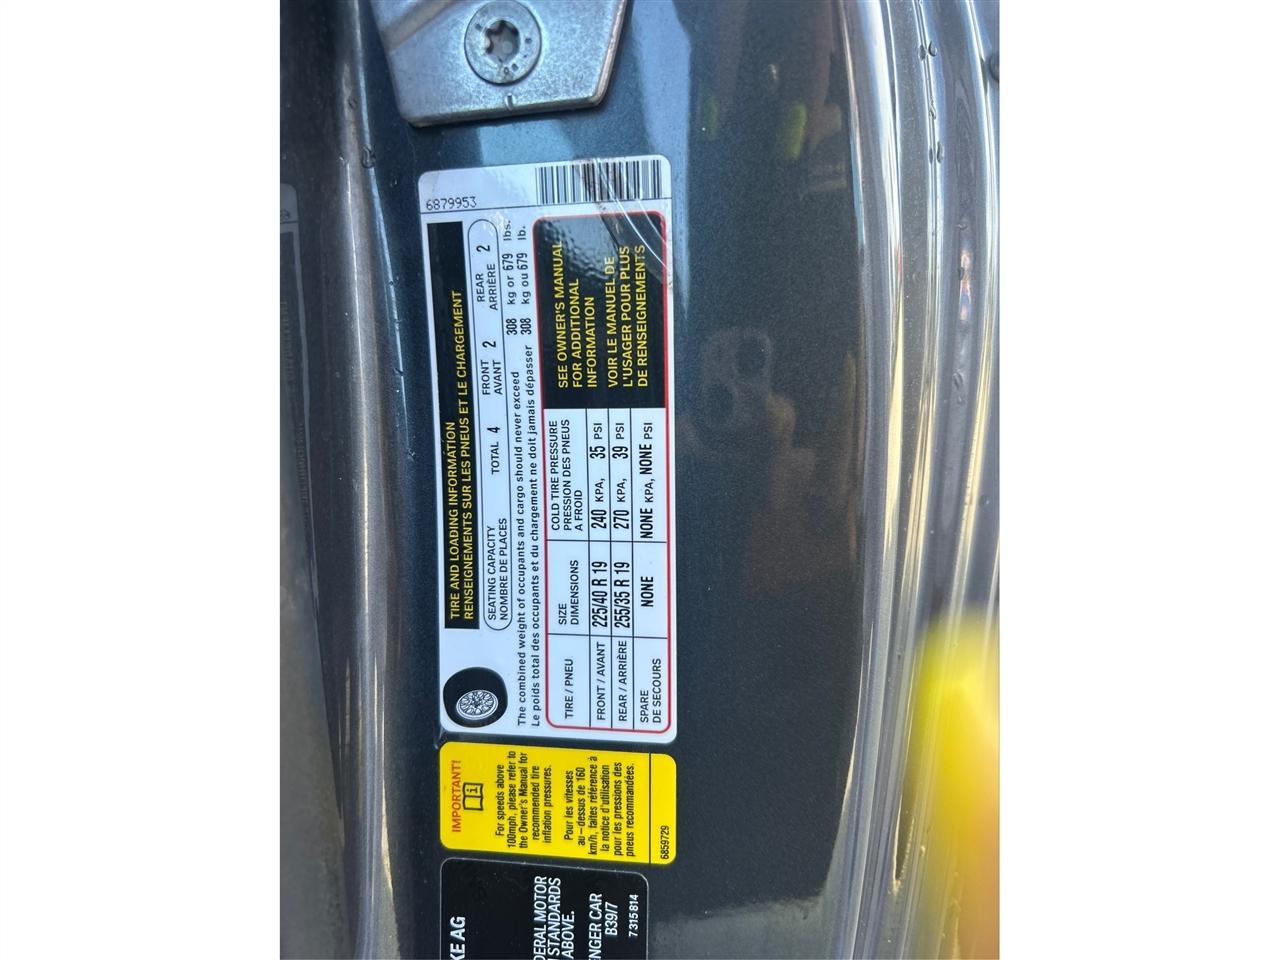 6879953
TIRE AND LOADING INFORMATION
RENSEIGNEMENTS SUR LES PNEUS ET LE CHARGEMENT
SEATING CAPACITY TOTAL 4 FRONT 2 REAR 2
NOMBRE DE PLACES AVANT ARRIÈRE
The combined weight of occupants and cargo should never exceed 308 kg or 679 lbs.
Le poids total des occupants et du chargement ne doit jamais dépasser 308 kg ou 679 lb.
TIRE / PNEU
SIZE
DIMENSIONS
COLD TIRE PRESSURE
PRESSION DES PNEUS
A FROID
FRONT / AVANT 225/40 R 19 240 KPA, 35 PSI
REAR / ARRIÈRE 255/35 R 19 270 KPA, 39 PSI
SPARE
DE SECOURS NONE NONE KPA, NONE PSI
SEE OWNER'S MANUAL
FOR ADDITIONAL
INFORMATION
VOIR LE MANUEL DE
L'USAGER POUR PLUS
DE RENSEIGNEMENTS
IMPORTANT!
i
For speeds above
100mph, please refer to
the Owner's Manual for
recommended tire
inflation pressures.
Pour les vitesses
au-dessus de 160
km/h, faites référence à
la notice d'utilisation
pour les pressions des
pneus recommandées.
6859729
KE AG
DERAL MOTOR
STANDARDS
ABOVE.
ENGER CAR
B39/7
7315814